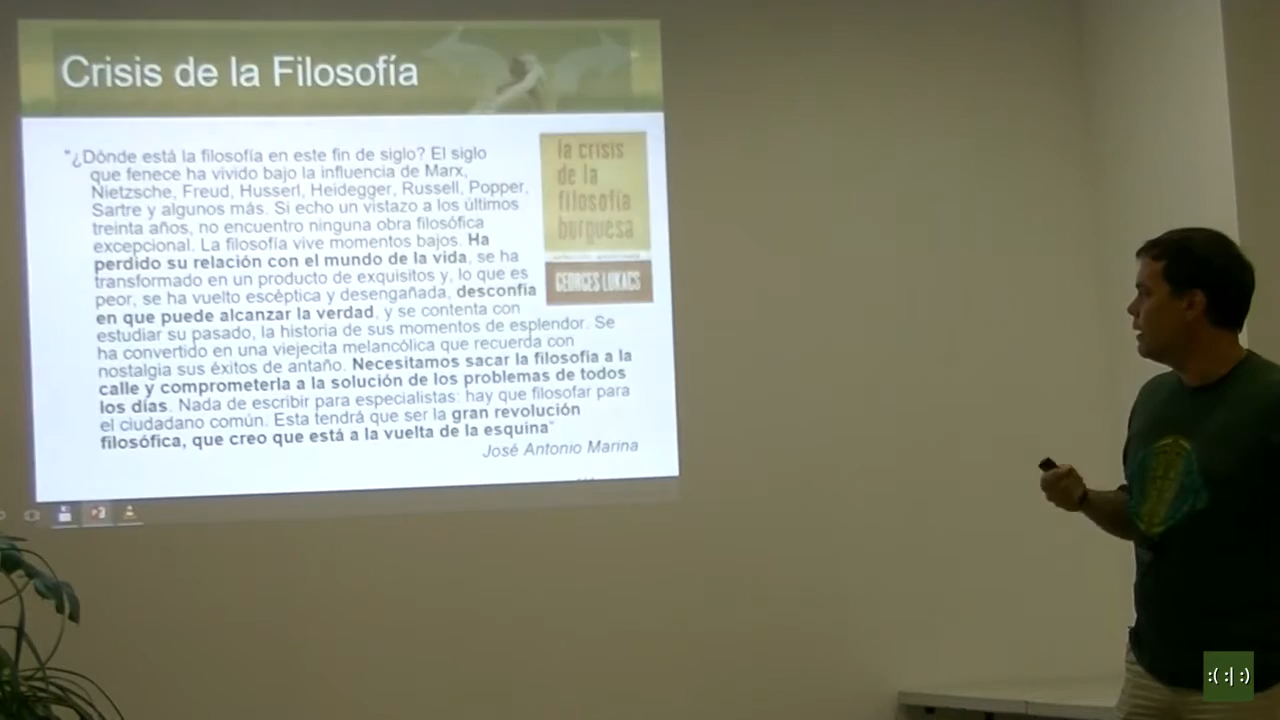 Crisis de la Filosofía
"¿Dónde está la filosofía en este fin de siglo? El siglo
que fenece ha vivido bajo la influencia de Marx,
Nietzsche, Freud, Husserl, Heidegger, Russell, Popper,
Sartre y algunos más. Si echo un vistazo a los últimos
treinta años, no encuentro ninguna obra filosófica
excepcional. La filosofía vive momentos bajos. Ha
perdido su relación con el mundo de la vida, se ha
transformado en un producto de exquisitos y, lo que es
peor, se ha vuelto escéptica y desengañada, desconfía
en que puede alcanzar la verdad, y se contenta con
estudiar su pasado, la historia de sus momentos de esplendor. Se
ha convertido en una viejecita melancólica que recuerda con
nostalgia sus éxitos de antaño. Necesitamos sacar la filosofía a la
calle y comprometerla a la solución de los problemas de todos
los días. Nada de escribir para especialistas: hay que filosofar para
el ciudadano común. Esta tendrá que ser la gran revolución
filosófica, que creo que está a la vuelta de la esquina"
José Antonio Marina
la crisis
de la
filosofía
burguesa
GEORGES LUKACS
:( :| :)